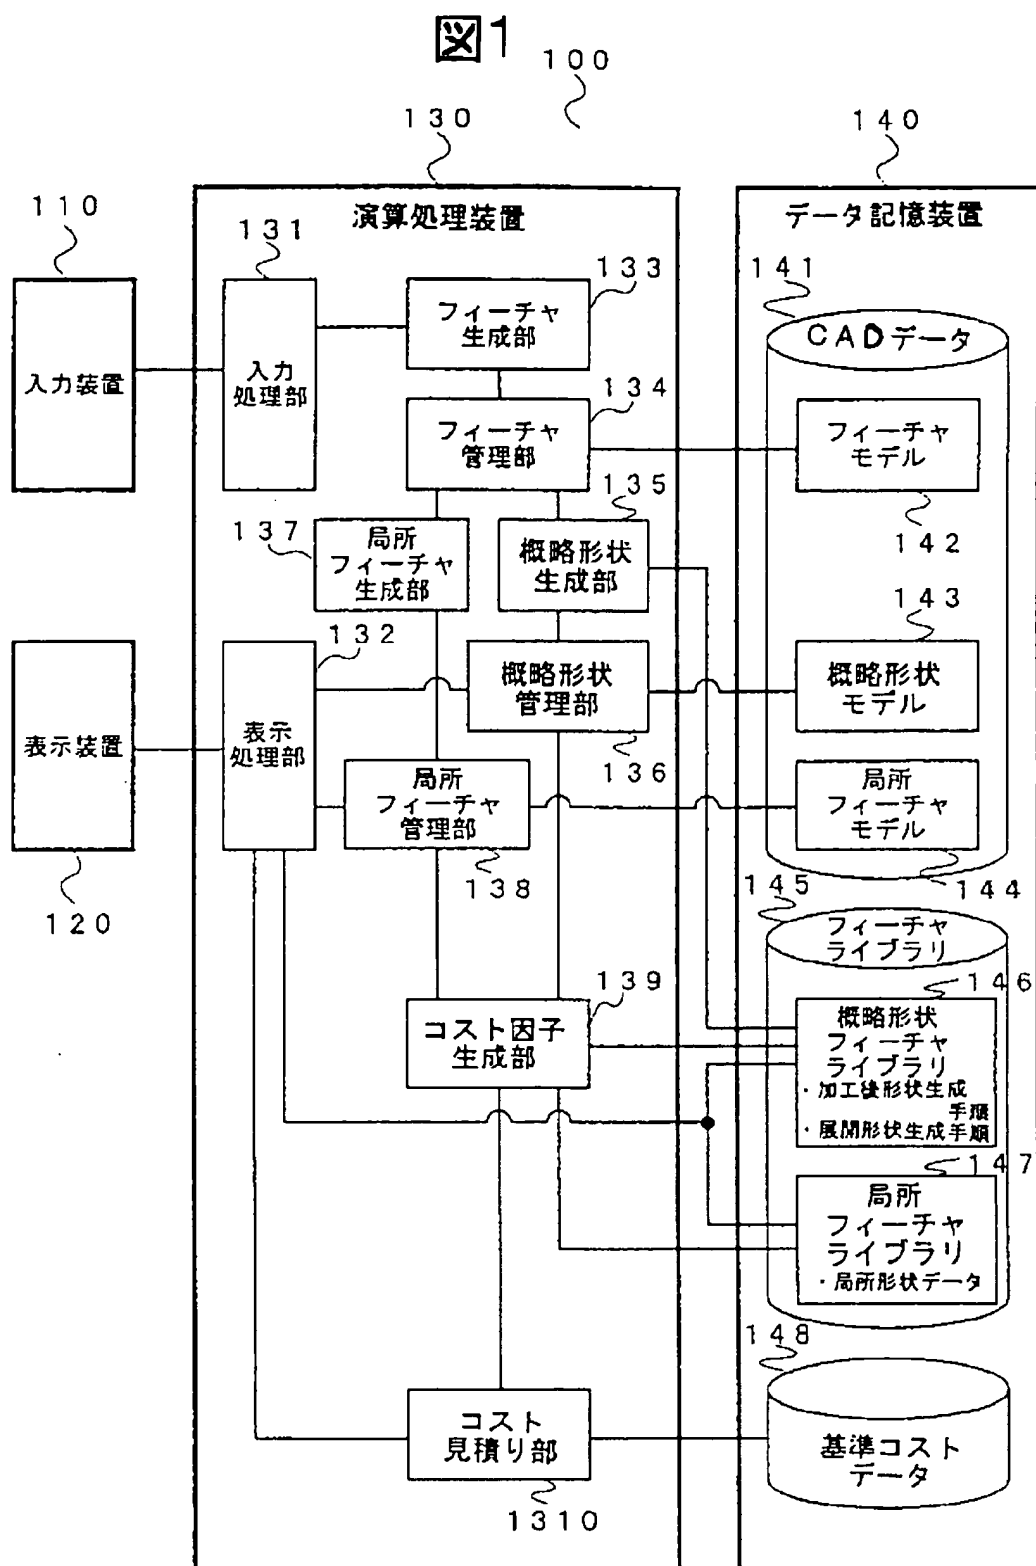 図1
100
130
140
110
演算処理装置
データ記憶装置
131
133
141
フィーチャ
生成部
CADデータ
入力装置
入力
処理部
134
フィーチャ
管理部
フィーチャ
モデル
135
142
137
局所
フィーチャ
生成部
概略形状
生成部
143
132
概略形状
管理部
概略形状
モデル
表示装置
表示
処理部
136
局所
フィーチャ
管理部
局所
フィーチャ
モデル
138
144
120
145
フィーチャ
ライブラリ
139
146
コスト因子
生成部
概略形状
フィーチャ
ライブラリ
・加工後形状生成
手順
・展開形状生成手順
147
局所
フィーチャ
ライブラリ
・局所形状データ
148
コスト
見積り部
基準コスト
データ
1310